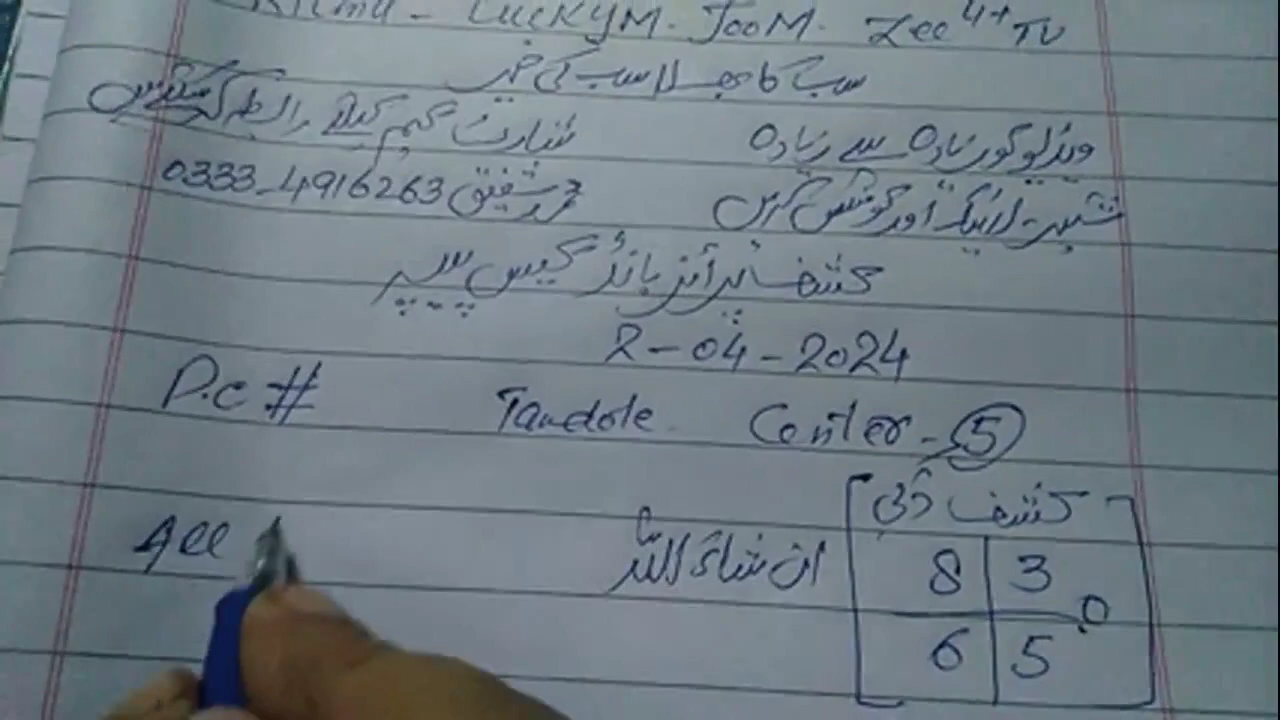 LuckyM. JooM. Zee 4+ TV
سب کا بھلا سب کی خیر
ویڈیو کو زیادہ سے زیادہ
شارٹ گیم کیلئے رابطہ کریں
شیئر - لائیک اور کوشش کریں
محمد شفیق 0333-4916263
کشف پرائز بانڈ گیس پیپر
2-04-2024
P.C # Tandole Center - 5
کشف
8 3 0
6 5
ان شاء اللہ
All